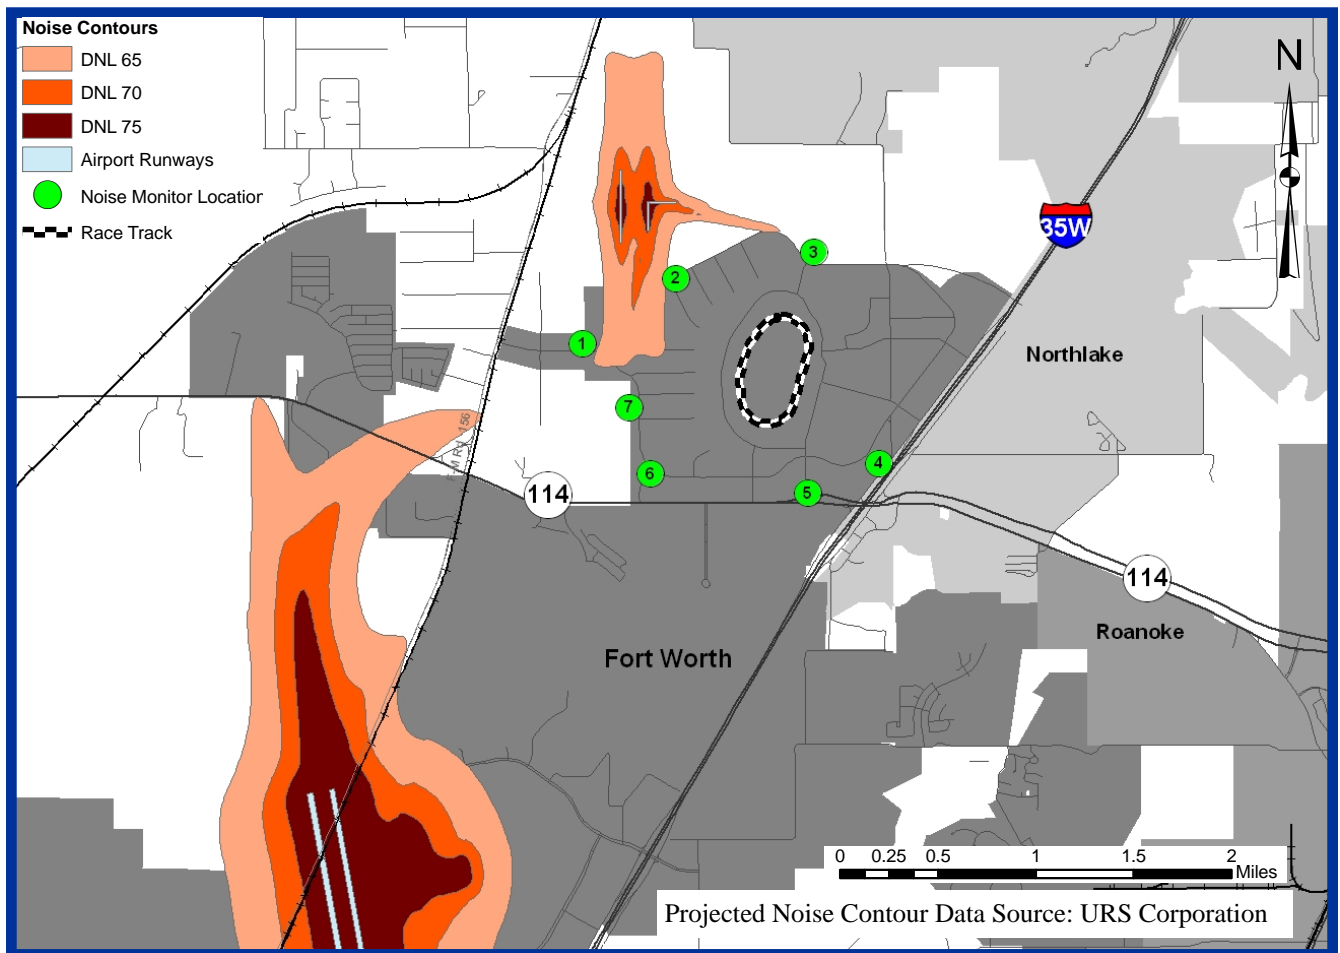 Noise Contours
DNL 65
DNL 70
DNL 75
Airport Runways
Noise Monitor Location
Race Track
N
35W
3
2
1
Northlake
7
156
4
6
5
114
114
Roanoke
Fort Worth
0 0.25 0.5 1 1.5 2
Miles
Projected Noise Contour Data Source: URS Corporation